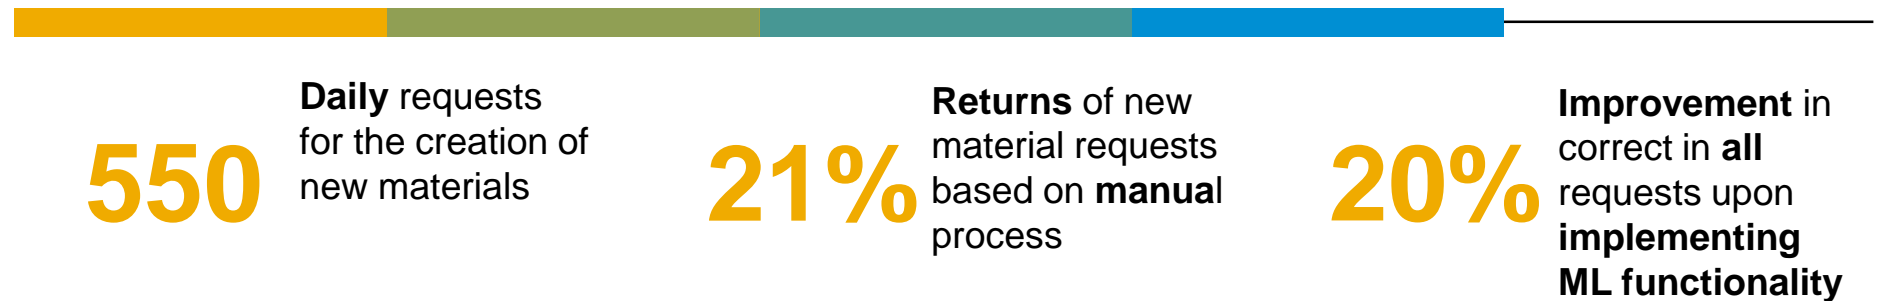 550
Daily requests
for the creation of
new materials
21%
Returns of new
material requests
based on manual
process
20%
Improvement in
correct in all
requests upon
implementing
ML functionality